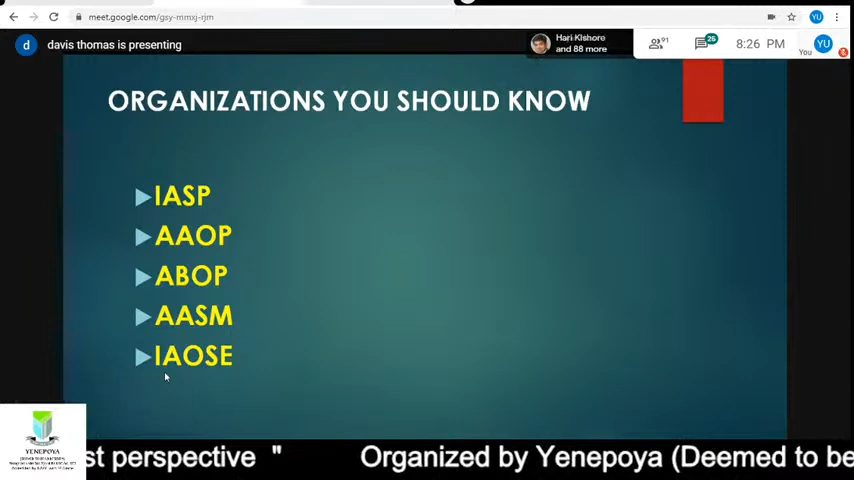 meet.google.com/gsy-mmxj-rjm
YU
d davis thomas is presenting
Hari Kishore
and 88 more
91
26
8:26 PM
You
YU
ORGANIZATIONS YOU SHOULD KNOW
IASP
AAOP
ABOP
AASM
IAOSE
YENEPOYA
st perspective " Organized by Yenepoya (Deemed to be